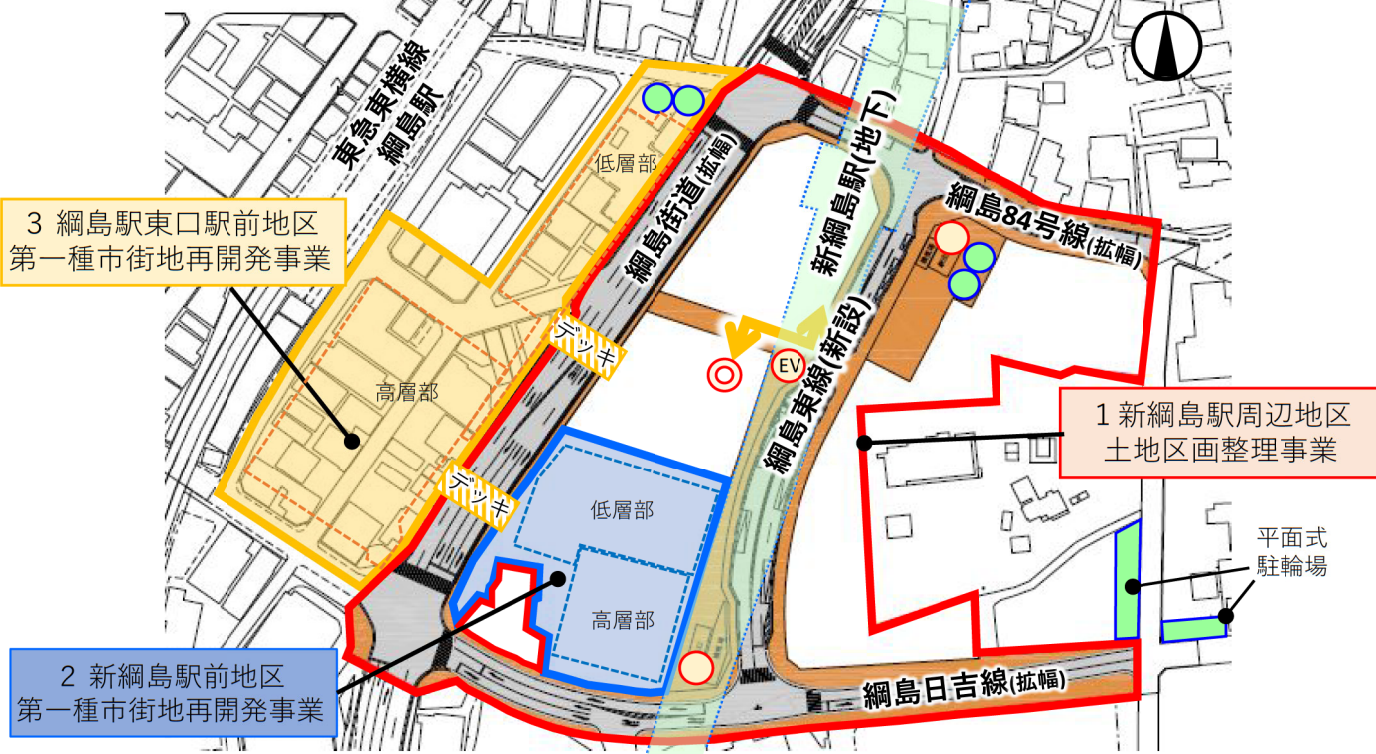 東急東横線
綱島駅
低層部
綱島街道(拡幅)
新綱島駅(地下)
綱島84号線(拡幅)
3 綱島駅東口駅前地区
第一種市街地再開発事業
デッキ
高層部
EV
綱島東線(新設)
1新綱島駅周辺地区
土地区画整理事業
デッキ
低層部
平面式
駐輪場
高層部
2 新綱島駅前地区
第一種市街地再開発事業
綱島日吉線(拡幅)